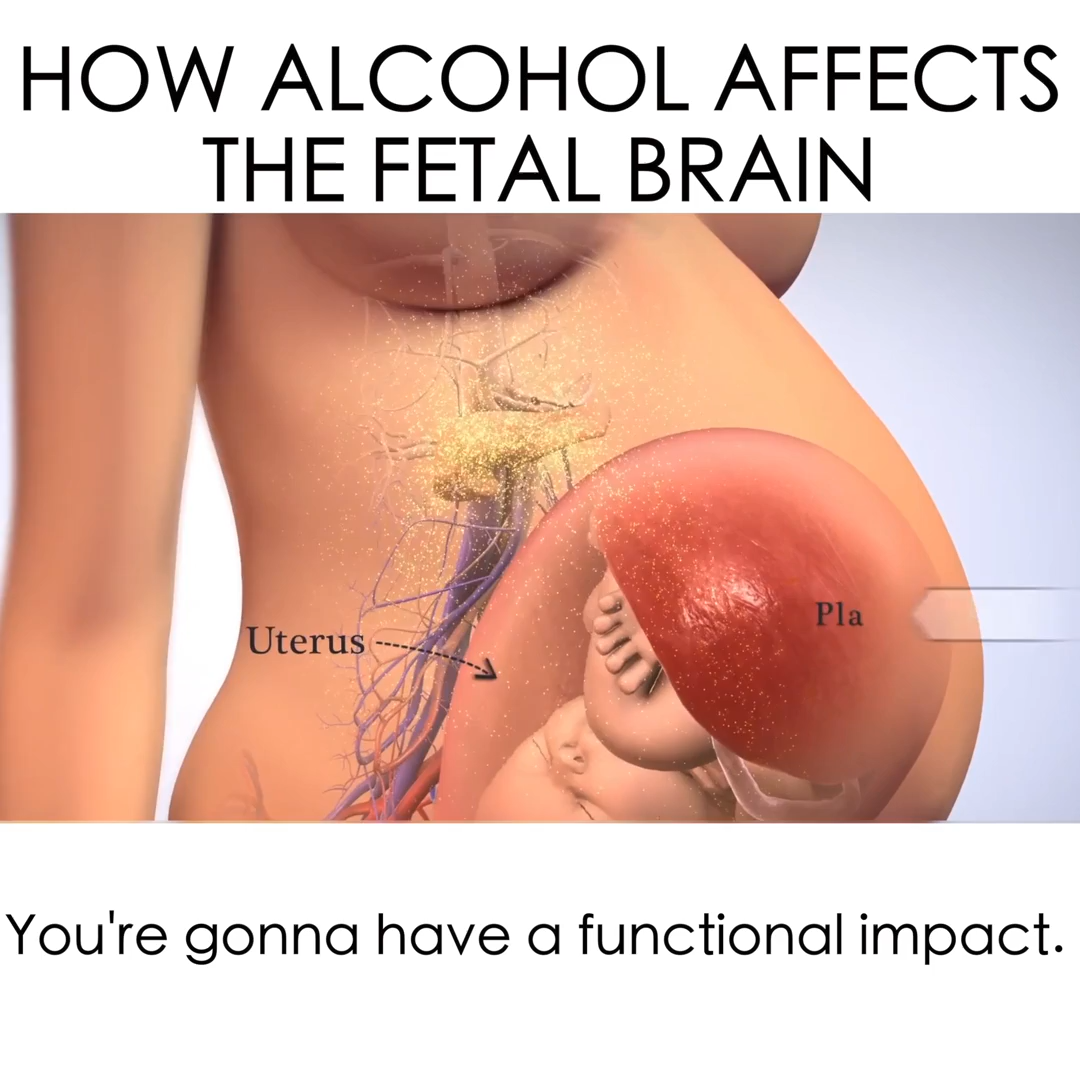 HOW ALCOHOL AFFECTS
THE FETAL BRAIN
Uterus
Pla
You're gonna have a functional impact.